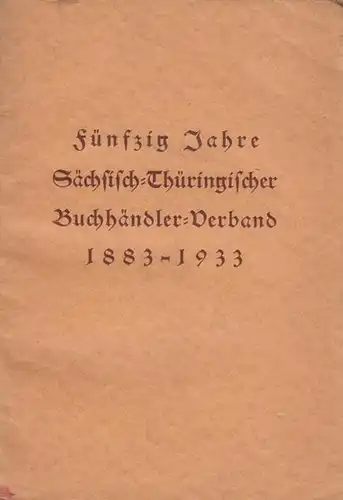 Fünfzig Jahre
Sächsisch-Thüringischer
Buchhändler-Verband
1883-1933